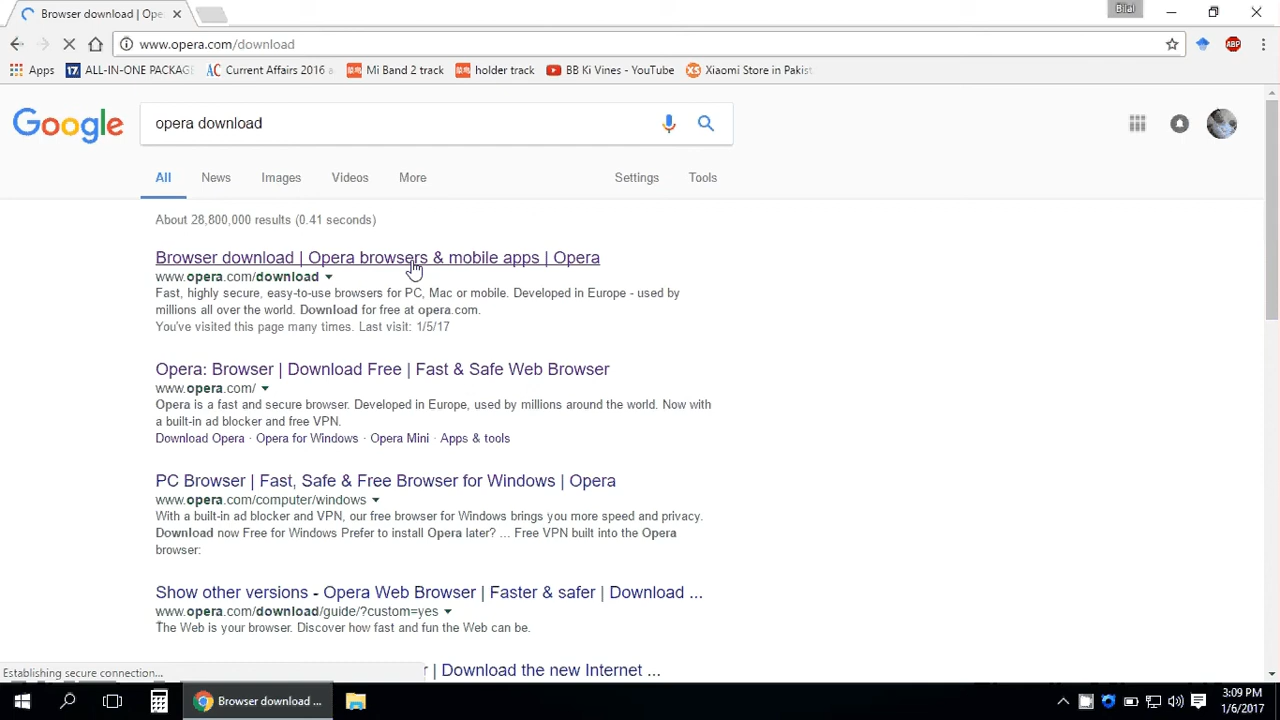 Browser download | Ope
Bilal
www.opera.com/download
ABP
Apps
17 ALL-IN-ONE PACKAG
AC Current Affairs 2016 a
Mi Band 2 track
holder track
BB Ki Vines - YouTube
XS Xiaomi Store in Pakist
Google
opera download
All
News
Images
Videos
More
Settings
Tools
About 28,800,000 results (0.41 seconds)
Browser download | Opera browsers & mobile apps | Opera
www.opera.com/download
Fast, highly secure, easy-to-use browsers for PC, Mac or mobile. Developed in Europe - used by
millions all over the world. Download for free at opera.com.
You've visited this page many times. Last visit: 1/5/17
Opera: Browser | Download Free | Fast & Safe Web Browser
www.opera.com/
Opera is a fast and secure browser. Developed in Europe, used by millions around the world. Now with
a built-in ad blocker and free VPN.
Download Opera · Opera for Windows · Opera Mini · Apps & tools
PC Browser | Fast, Safe & Free Browser for Windows | Opera
www.opera.com/computer/windows
With a built-in ad blocker and VPN, our free browser for Windows brings you more speed and privacy.
Download now Free for Windows Prefer to install Opera later? ... Free VPN built into the Opera
browser:
Show other versions - Opera Web Browser | Faster & safer | Download ...
www.opera.com/download/guide/?custom=yes
The Web is your browser. Discover how fast and fun the Web can be.
r | Download the new Internet ...
Establishing secure connection...
Browser download ...
3:09 PM
1/6/2017